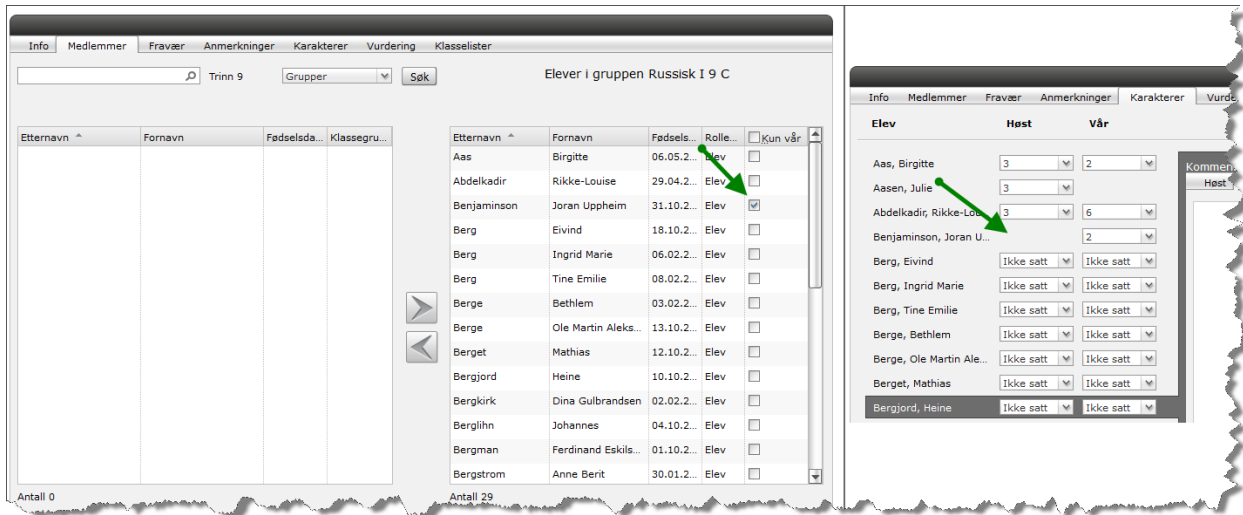 Info Medlemmer Fravær Anmerkninger Karakterer Vurdering Klasselister
Trinn 9 Grupper Søk Elever i gruppen Russisk I 9 C
Etternavn Fornavn Fødselsda... Klassegru...
Etternavn Fornavn Fødsels... Rolle... Kun vår
Aas Birgitte 06.05.2... Elev
Abdelkadir Rikke-Louise 29.04.2... Elev
Benjaminson Joran Uppheim 31.10.2... Elev
Berg Eivind 18.10.2... Elev
Berg Ingrid Marie 06.02.2... Elev
Berg Tine Emilie 08.02.2... Elev
Berge Bethlem 03.02.2... Elev
Berge Ole Martin Aleks... 13.10.2... Elev
Berget Mathias 12.10.2... Elev
Bergjord Heine 10.10.2... Elev
Bergkirk Dina Gulbrandsen 02.02.2... Elev
Berglihn Johannes 04.10.2... Elev
Bergman Ferdinand Eskils... 01.10.2... Elev
Bergstrom Anne Berit 30.01.2... Elev
Antall 0
Antall 29
Info Medlemmer Fravær Anmerkninger Karakterer Vurde
Elev Høst Vår
Aas, Birgitte 3 2
Aasen, Julie 3
Abdelkadir, Rikke-Lou 3 6
Benjaminson, Joran U... 2
Berg, Eivind Ikke satt Ikke satt
Berg, Ingrid Marie Ikke satt Ikke satt
Berg, Tine Emilie Ikke satt Ikke satt
Berge, Bethlem Ikke satt Ikke satt
Berge, Ole Martin Ale... Ikke satt Ikke satt
Berget, Mathias Ikke satt Ikke satt
Bergjord, Heine Ikke satt Ikke satt
Kommen
Høst